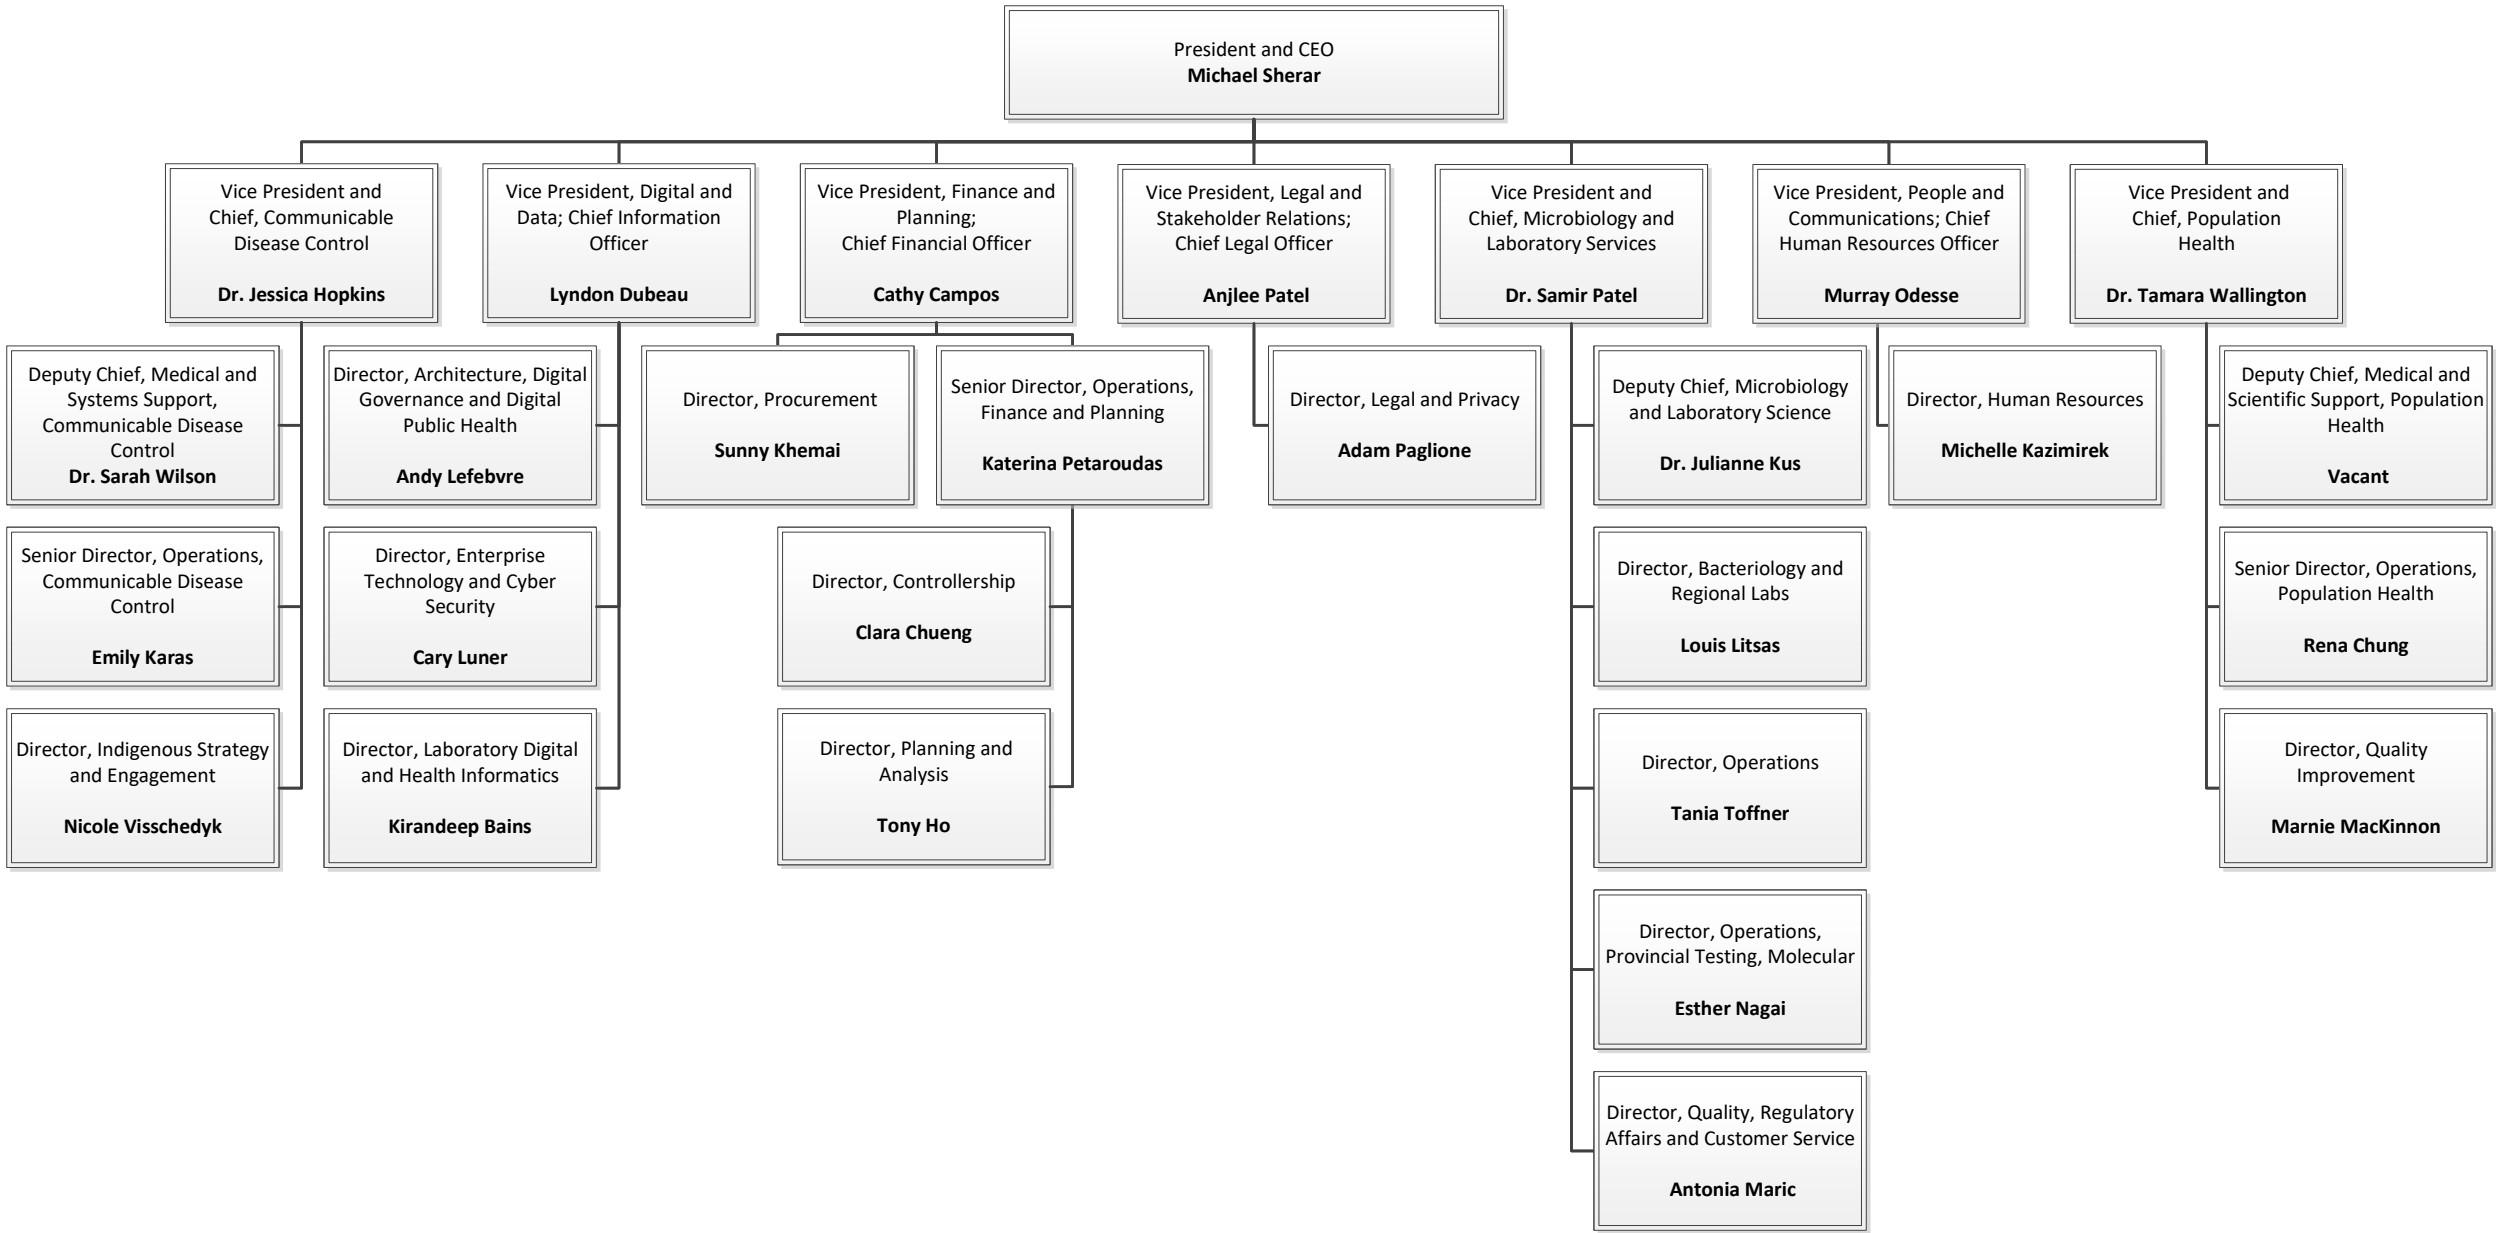 President and CEO
Michael Sherar
Vice President and
Chief, Communicable
Disease Control
Dr. Jessica Hopkins
Vice President, Digital and
Data; Chief Information
Officer
Lyndon Dubeau
Vice President, Finance and
Planning;
Chief Financial Officer
Cathy Campos
Vice President, Legal and
Stakeholder Relations;
Chief Legal Officer
Anjlee Patel
Vice President and
Chief, Microbiology and
Laboratory Services
Dr. Samir Patel
Vice President, People and
Communications; Chief
Human Resources Officer
Murray Odesse
Vice President and
Chief, Population
Health
Dr. Tamara Wallington
Deputy Chief, Medical and
Systems Support,
Communicable Disease
Control
Dr. Sarah Wilson
Director, Architecture, Digital
Governance and Digital
Public Health
Andy Lefebvre
Director, Procurement
Sunny Khemai
Senior Director, Operations,
Finance and Planning
Katerina Petaroudas
Director, Legal and Privacy
Adam Paglione
Deputy Chief, Microbiology
and Laboratory Science
Dr. Julianne Kus
Director, Human Resources
Michelle Kazimirek
Deputy Chief, Medical and
Scientific Support, Population
Health
Vacant
Senior Director, Operations,
Communicable Disease
Control
Emily Karas
Director, Enterprise
Technology and Cyber
Security
Cary Luner
Director, Controllership
Clara Chueng
Director, Bacteriology and
Regional Labs
Louis Litsas
Senior Director, Operations,
Population Health
Rena Chung
Director, Indigenous Strategy
and Engagement
Nicole Visschedyk
Director, Laboratory Digital
and Health Informatics
Kirandeep Bains
Director, Planning and
Analysis
Tony Ho
Director, Operations
Tania Toffner
Director, Quality
Improvement
Marnie MacKinnon
Director, Operations,
Provincial Testing, Molecular
Esther Nagai
Director, Quality, Regulatory
Affairs and Customer Service
Antonia Maric